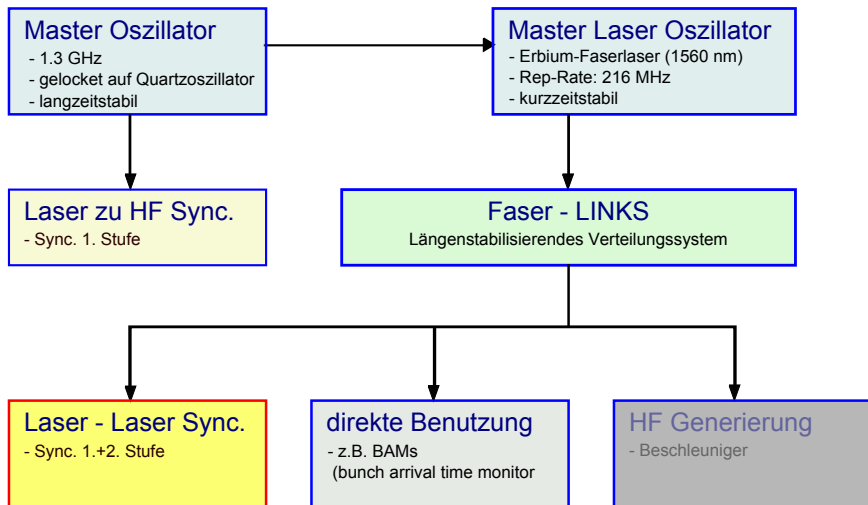 Master Oszillator
- 1.3 GHz
- gelocket auf Quartzoszillator
- langzeitstabil
Master Laser Oszillator
- Erbium-Faserlaser (1560 nm)
- Rep-Rate: 216 MHz
- kurzzeitstabil
Laser zu HF Sync.
- Sync. 1. Stufe
Faser - LINKS
Längenstabilisierendes Verteilungssystem
Laser - Laser Sync.
- Sync. 1.+2. Stufe
direkte Benutzung
- z.B. BAMs
(bunch arrival time monitor
HF Generierung
- Beschleuniger